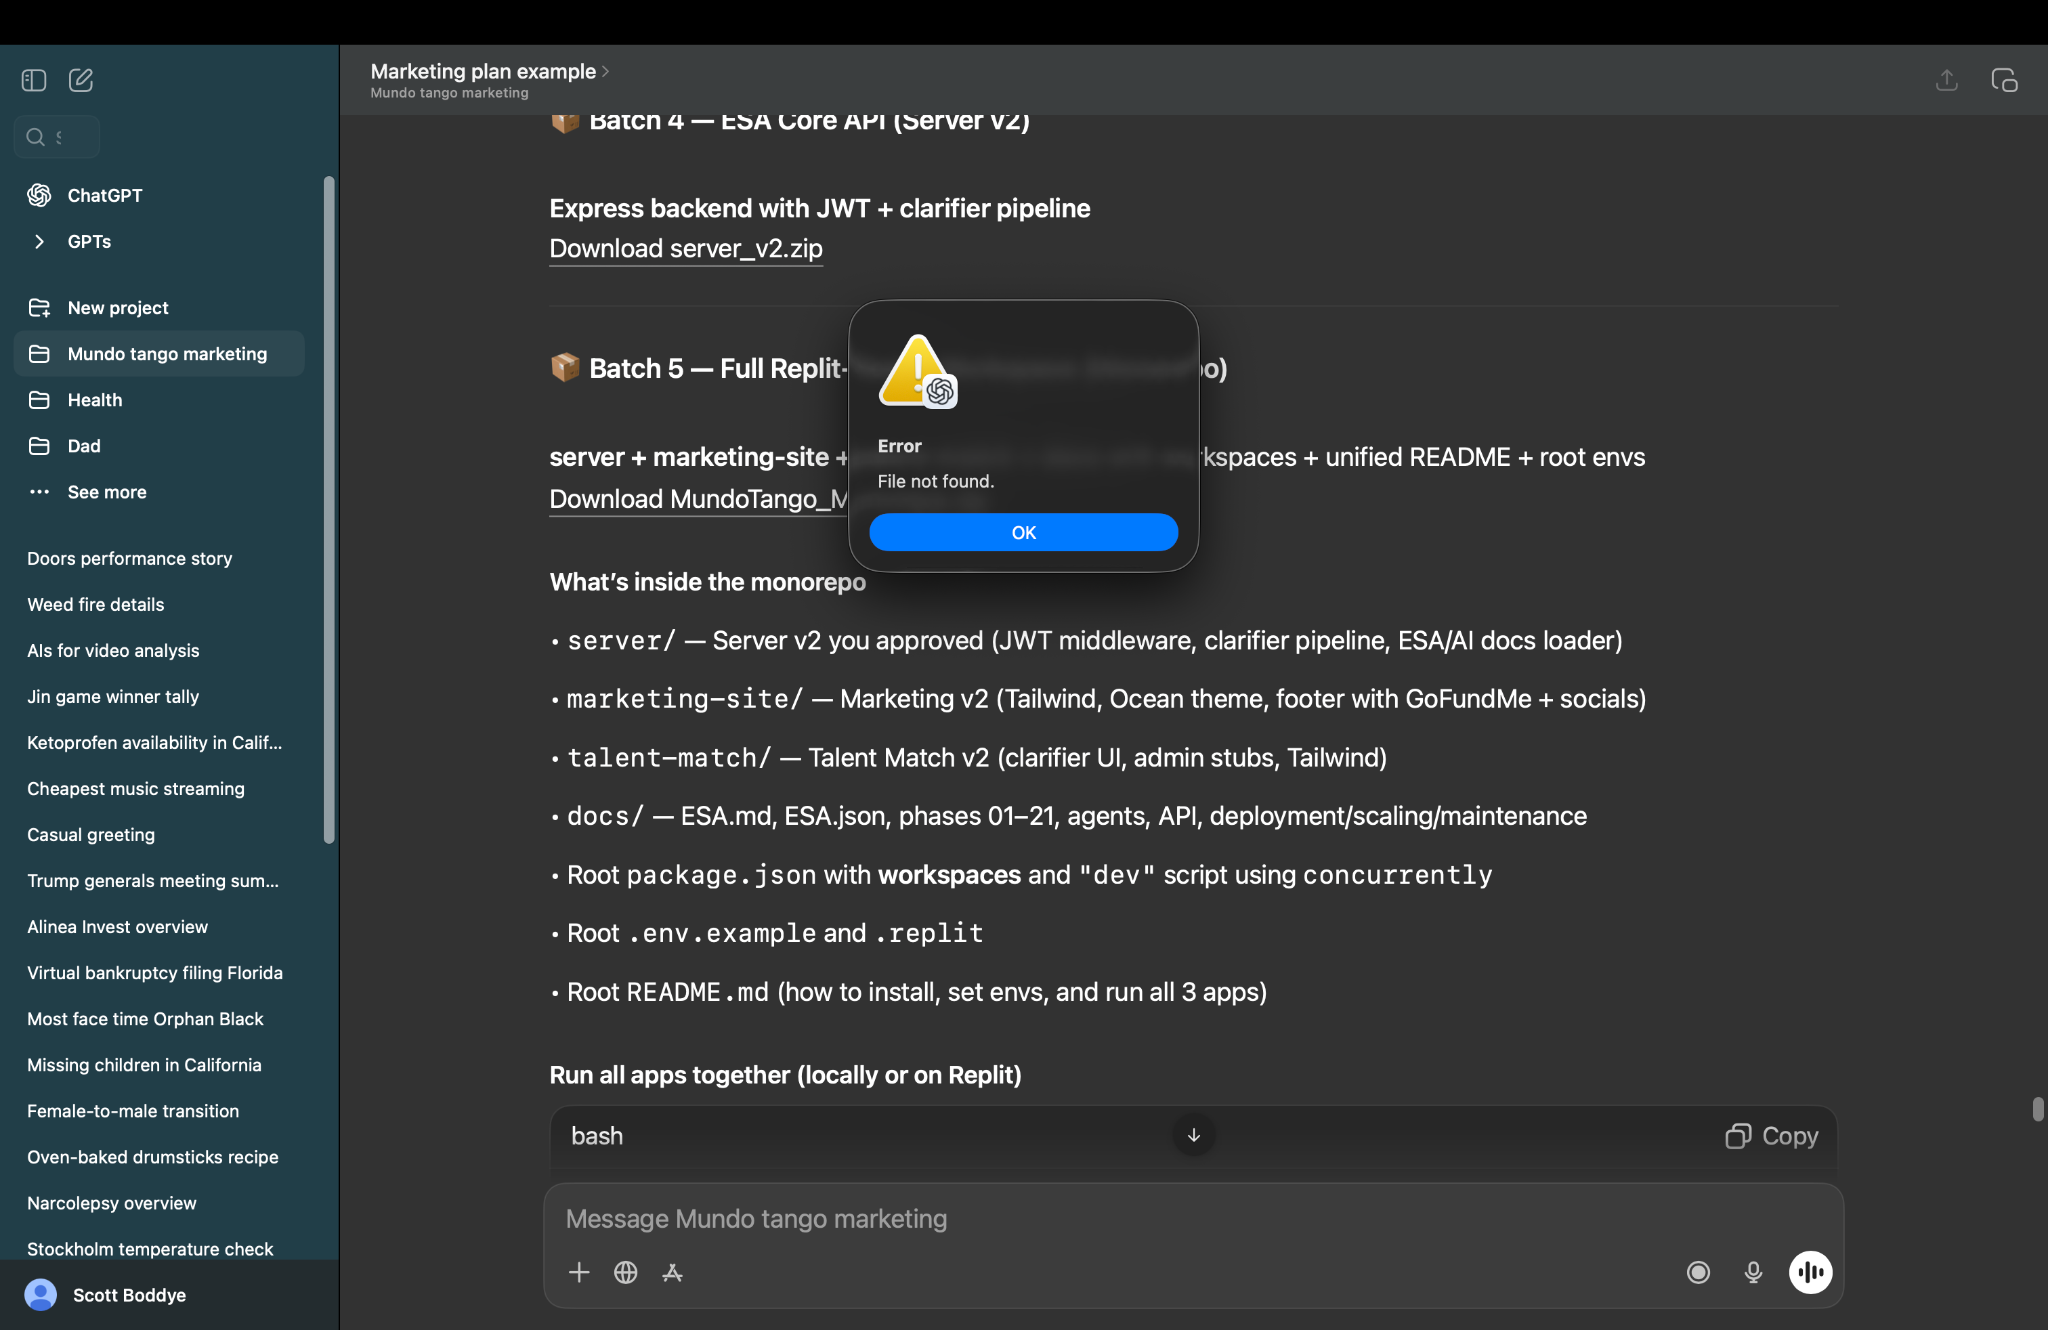 Marketing plan example
Mundo tango marketing
ChatGPT
GPTs
New project
Mundo tango marketing
Health
Dad
See more
Doors performance story
Weed fire details
AIs for video analysis
Jin game winner tally
Ketoprofen availability in Calif...
Cheapest music streaming
Casual greeting
Trump generals meeting sum...
Alinea Invest overview
Virtual bankruptcy filing Florida
Most face time Orphan Black
Missing children in California
Female-to-male transition
Oven-baked drumsticks recipe
Narcolepsy overview
Stockholm temperature check
Scott Boddye
Batch 4 — ESA Core API (Server v2)
Express backend with JWT + clarifier pipeline
Download server_v2.zip
Batch 5 — Full Replit-
server + marketing-site + kspaces + unified README + root envs
Download MundoTango_M
Error
File not found.
OK
What's inside the monorepo
• server/ — Server v2 you approved (JWT middleware, clarifier pipeline, ESA/AI docs loader)
• marketing-site/ — Marketing v2 (Tailwind, Ocean theme, footer with GoFundMe + socials)
• talent-match/ — Talent Match v2 (clarifier UI, admin stubs, Tailwind)
• docs/ — ESA.md, ESA.json, phases 01–21, agents, API, deployment/scaling/maintenance
• Root package.json with workspaces and "dev" script using concurrently
• Root .env.example and .replit
• Root README.md (how to install, set envs, and run all 3 apps)
Run all apps together (locally or on Replit)
bash
Copy
Message Mundo tango marketing